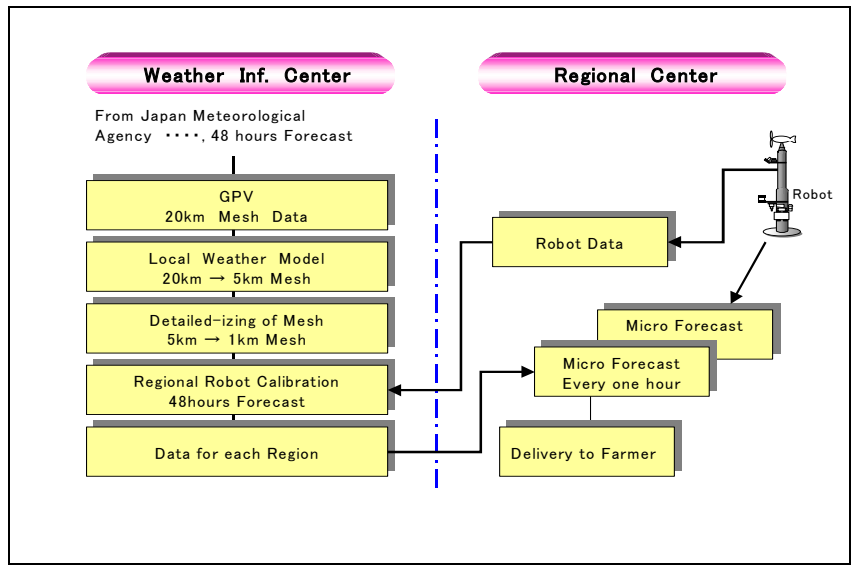 Weather Inf. Center
From Japan Meteorological
Agency ････, 48 hours Forecast
GPV
20km Mesh Data
Local Weather Model
20km → 5km Mesh
Detailed-izing of Mesh
5km → 1km Mesh
Regional Robot Calibration
48hours Forecast
Data for each Region
Regional Center
Robot
Robot Data
Micro Forecast
Micro Forecast
Every one hour
Delivery to Farmer